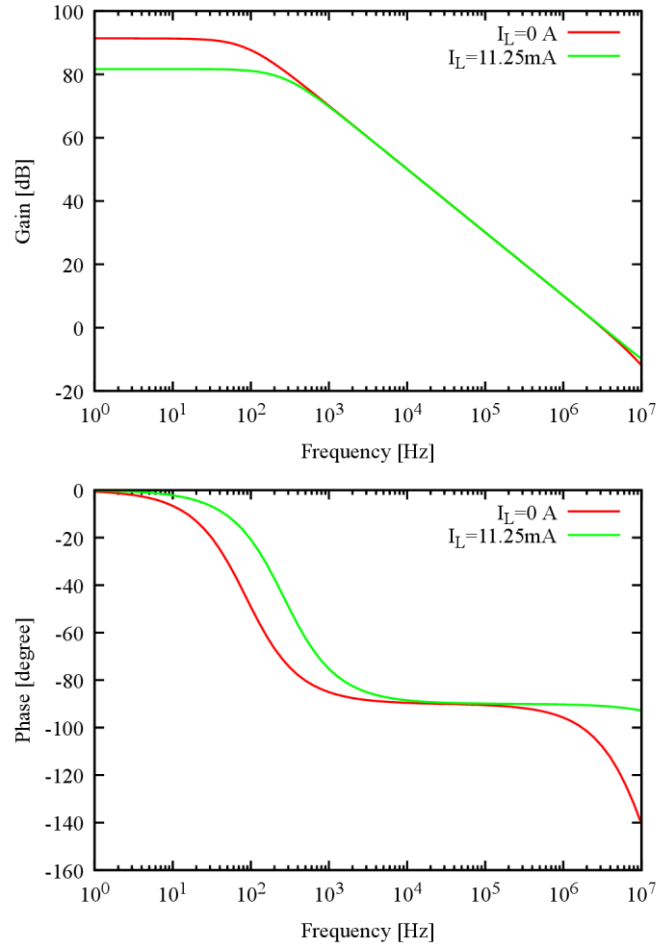 I_L=0 A
I_L=11.25mA
100
80
60
40
20
0
-20
Gain [dB]
10^0 10^1 10^2 10^3 10^4 10^5 10^6 10^7
Frequency [Hz]
I_L=0 A
I_L=11.25mA
0
-20
-40
-60
-80
-100
-120
-140
-160
Phase [degree]
10^0 10^1 10^2 10^3 10^4 10^5 10^6 10^7
Frequency [Hz]